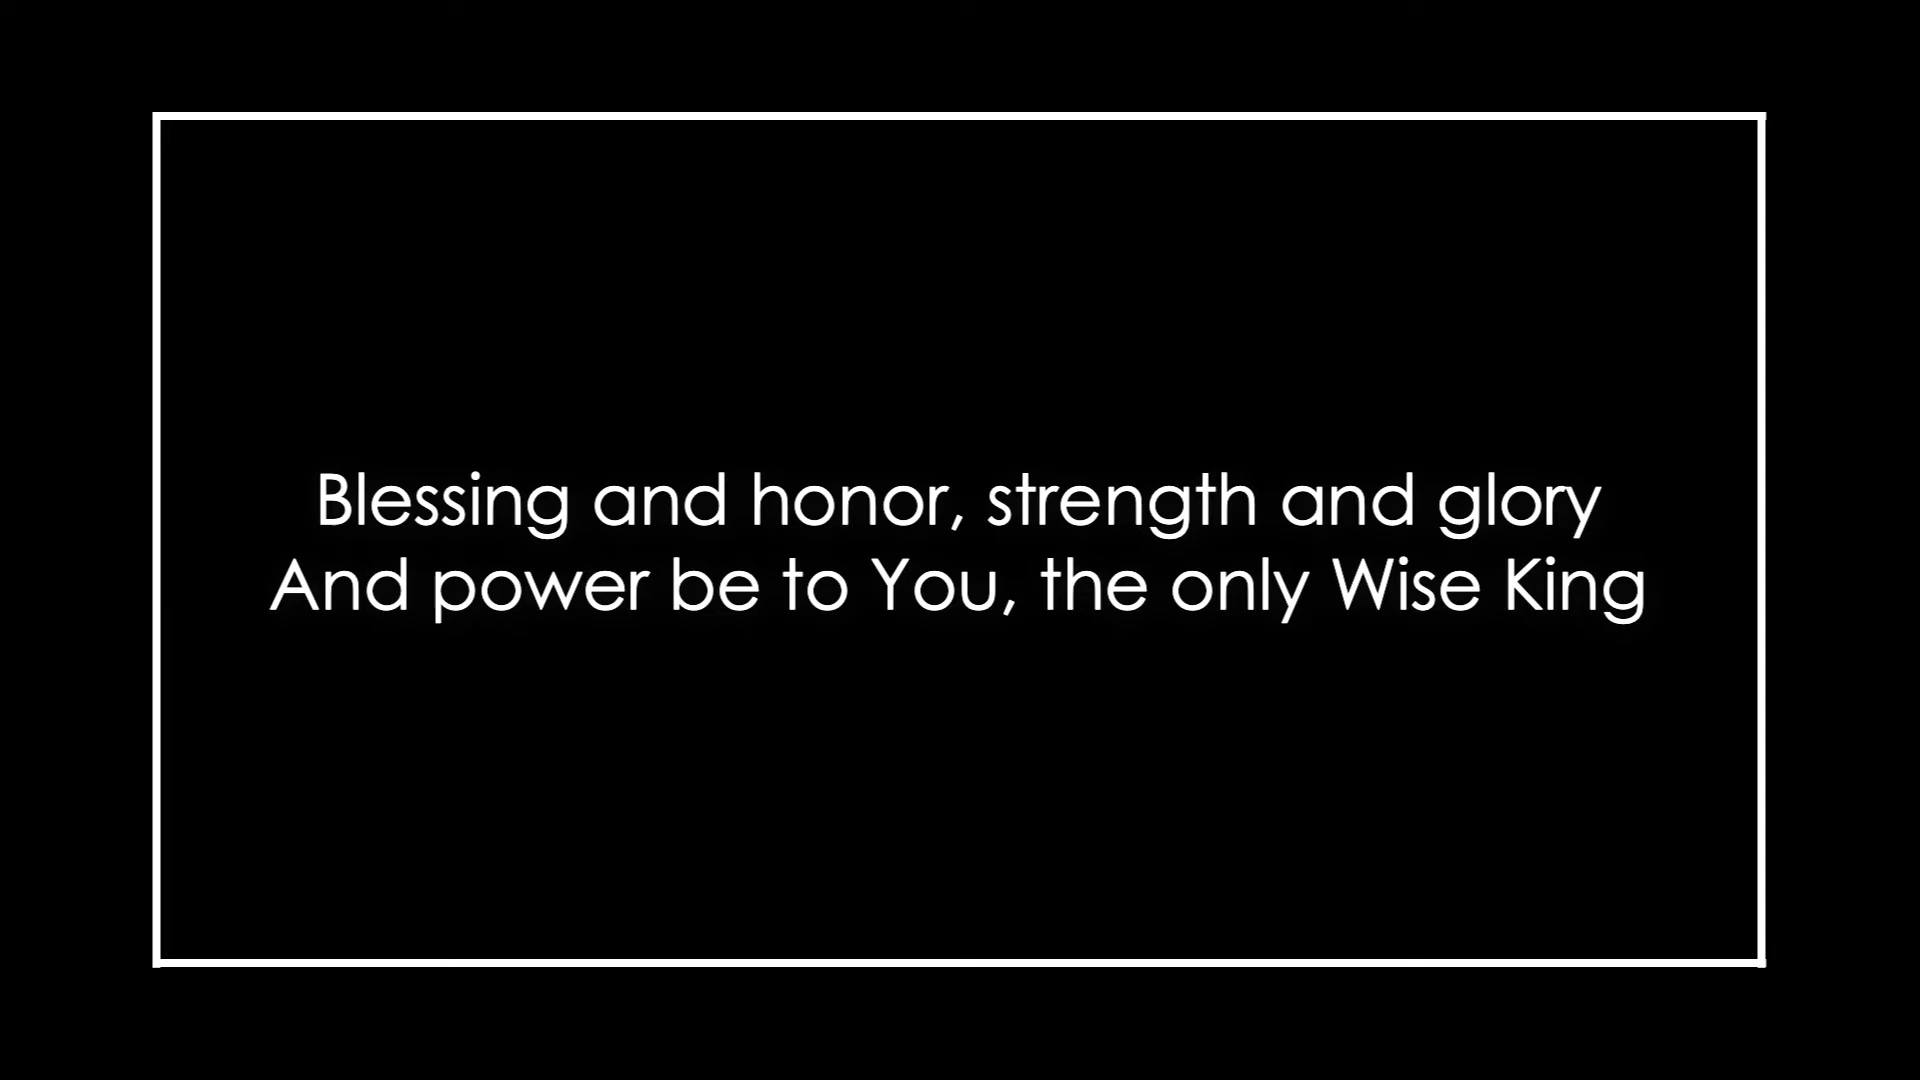 Blessing and honor, strength and glory
And power be to You, the only Wise King